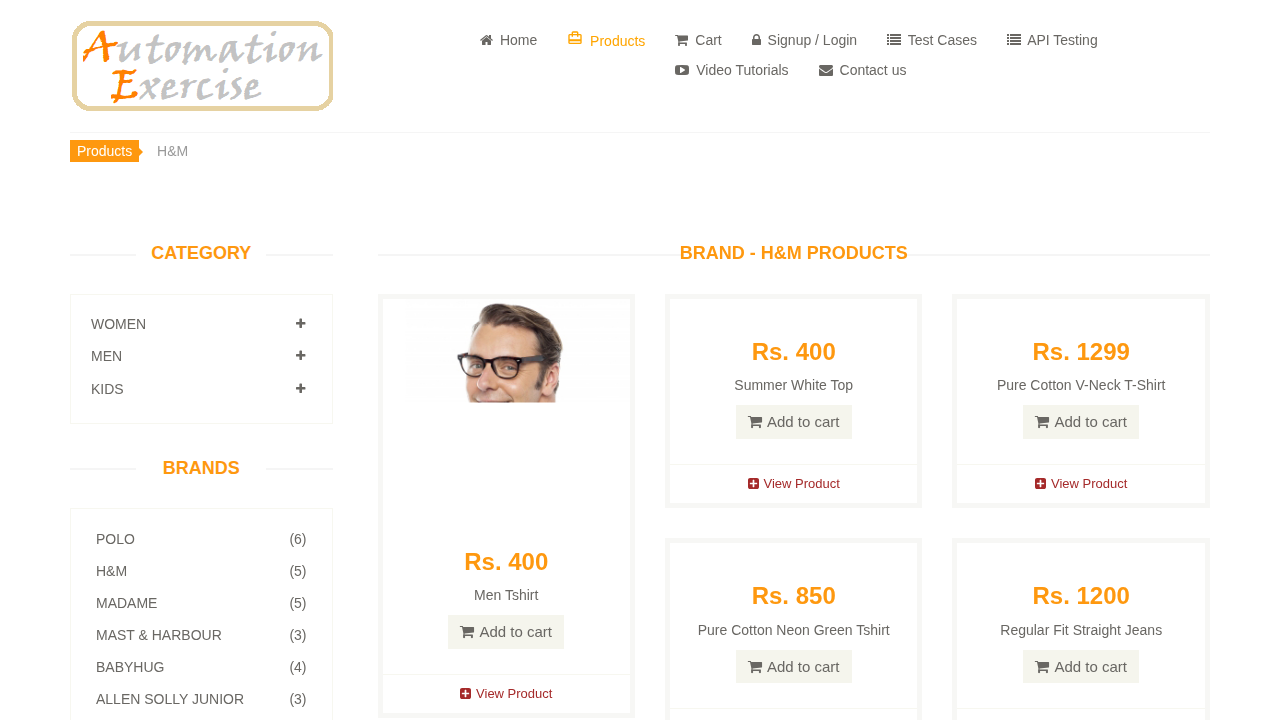 Automation
Exercise
Home
Products
Cart
Signup / Login
Test Cases
API Testing
Video Tutorials
Contact us
Products
H&M
CATEGORY
WOMEN
MEN
KIDS
BRANDS
POLO (6)
H&M (5)
MADAME (5)
MAST & HARBOUR (3)
BABYHUG (4)
ALLEN SOLLY JUNIOR (3)
BRAND - H&M PRODUCTS
Rs. 400
Men Tshirt
Add to cart
View Product
Rs. 400
Summer White Top
Add to cart
View Product
Rs. 1299
Pure Cotton V-Neck T-Shirt
Add to cart
View Product
Rs. 850
Pure Cotton Neon Green Tshirt
Add to cart
Rs. 1200
Regular Fit Straight Jeans
Add to cart